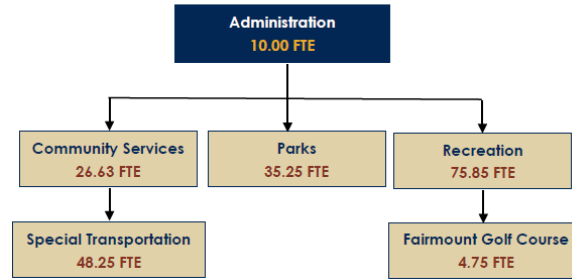 Administration
10.00 FTE
Community Services
26.63 FTE
Parks
35.25 FTE
Recreation
75.85 FTE
Special Transportation
48.25 FTE
Fairmount Golf Course
4.75 FTE